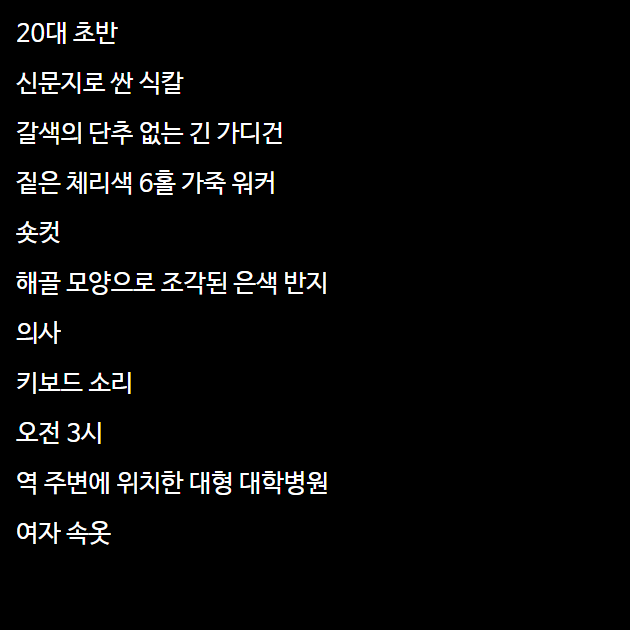 20대 초반
신문지로 싼 식칼
갈색의 단추 없는 긴 가디건
짙은 체리색 6홀 가죽 워커
숏컷
해골 모양으로 조각된 은색 반지
의사
키보드 소리
오전 3시
역 주변에 위치한 대형 대학병원
여자 속옷